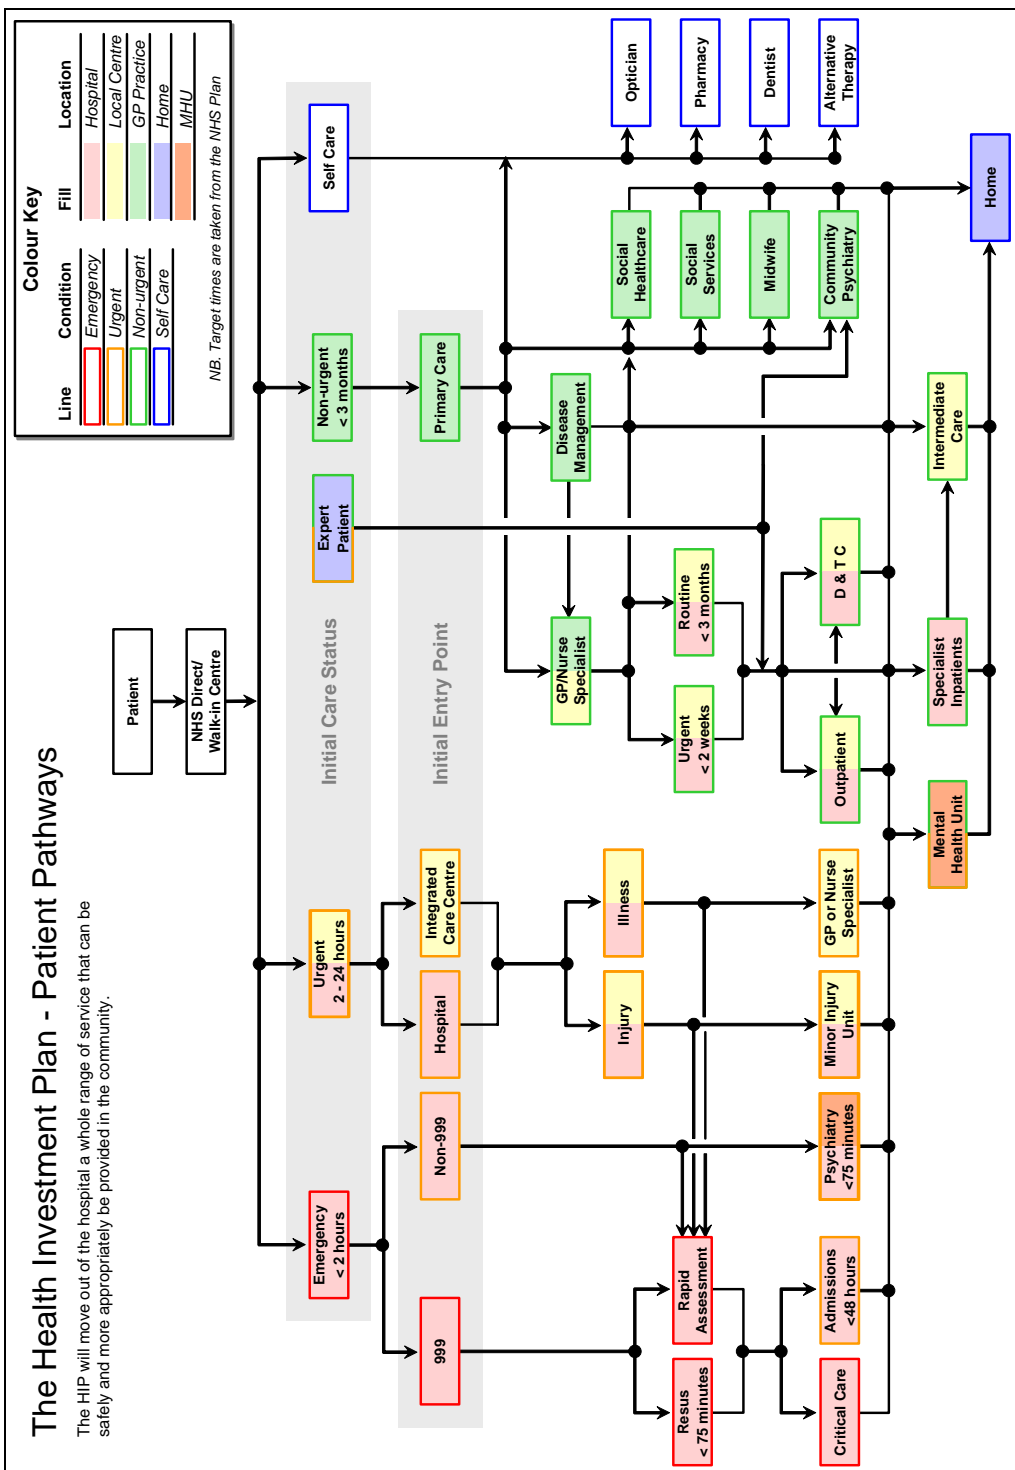 The Health Investment Plan - Patient Pathways
The HIP will move out of the hospital a whole range of service that can be
safely and more appropriately be provided in the community.
Colour Key
Line
Condition
Fill
Location
Emergency
Hospital
Urgent
Local Centre
Non-urgent
GP Practice
Self Care
Home
MHU
NB. Target times are taken from the NHS Plan
Patient
NHS Direct/
Walk-in Centre
Initial Care Status
Emergency
< 2 hours
Urgent
2 - 24 hours
Expert
Patient
Non-urgent
< 3 months
Self Care
Initial Entry Point
999
Non-999
Hospital
Integrated
Care Centre
Primary Care
GP/Nurse
Specialist
Disease
Management
Injury
Illness
Social
Healthcare
Optician
Resus
< 75 minutes
Rapid
Assessment
Urgent
< 2 weeks
Routine
< 3 months
Social
Services
Pharmacy
Midwife
Dentist
Critical Care
Admissions
<48 hours
Psychiatry
<75 minutes
Minor Injury
Unit
GP or Nurse
Specialist
Outpatient
D & T C
Community
Psychiatry
Alternative
Therapy
Mental
Health Unit
Specialist
Inpatients
Intermediate
Care
Home